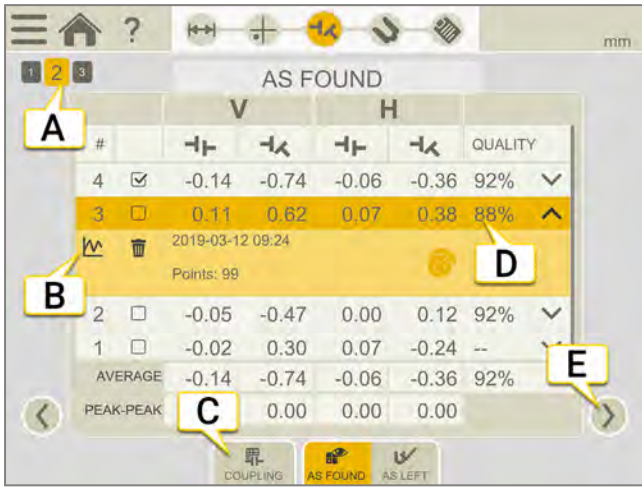 ?
mm
1 2 3
AS FOUND
A
V H
# QUALITY
4 -0.14 -0.74 -0.06 -0.36 92%
3 0.11 0.62 0.07 0.38 88%
2019-03-12 09:24
D
B
Points: 99
2 -0.05 -0.47 0.00 0.12 92%
1 -0.02 0.30 0.07 -0.24 --
E
AVERAGE -0.14 -0.74 -0.06 -0.36 92%
C
PEAK-PEAK 0.00 0.00 0.00
COUPLING AS FOUND AS LEFT